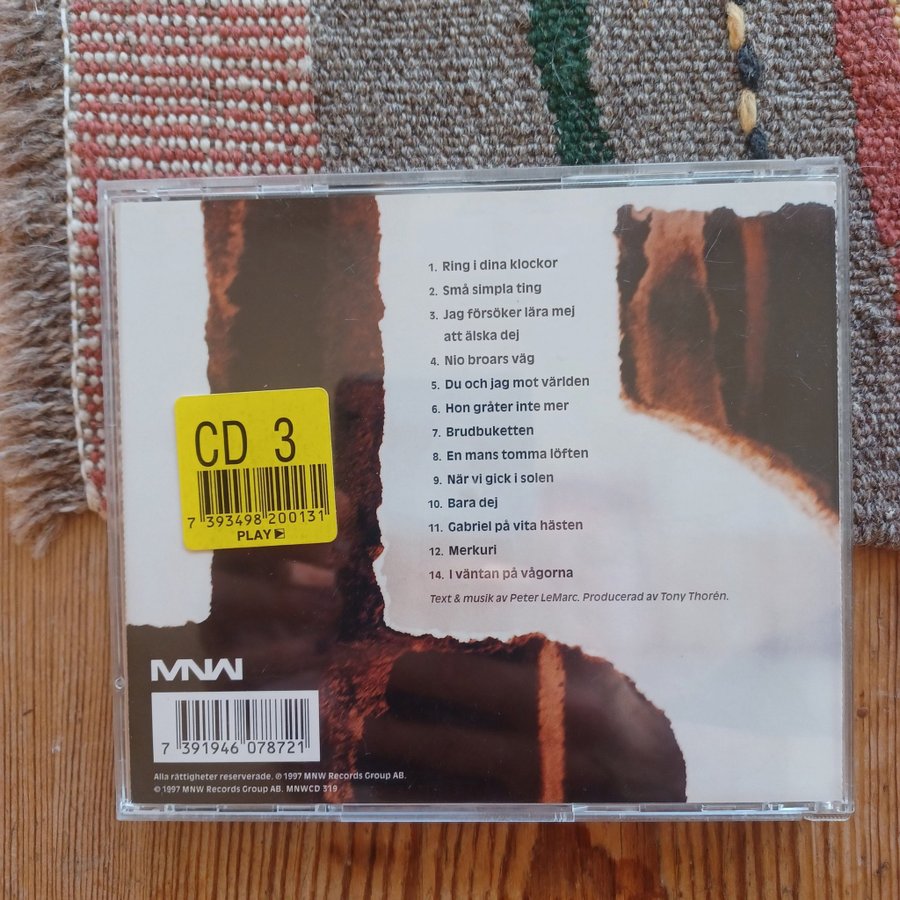 1. Ring i dina klockor
2. Små simpla ting
3. Jag försöker lära mej
att älska dej
4. Nio broars väg
5. Du och jag mot världen
6. Hon gråter inte mer
7. Brudbuketten
8. En mans tomma löften
9. När vi gick i solen
10. Bara dej
11. Gabriel på vita hästen
12. Merkuri
14. I väntan på vågorna
Text & musik av Peter LeMarc. Producerad av Tony Thorén.
CD 3
7 393498 200131
PLAY
MNW
7 391946 078721
Alla rättigheter reserverade. ℗ 1997 MNW Records Group AB.
© 1997 MNW Records Group AB. MNWCD 319